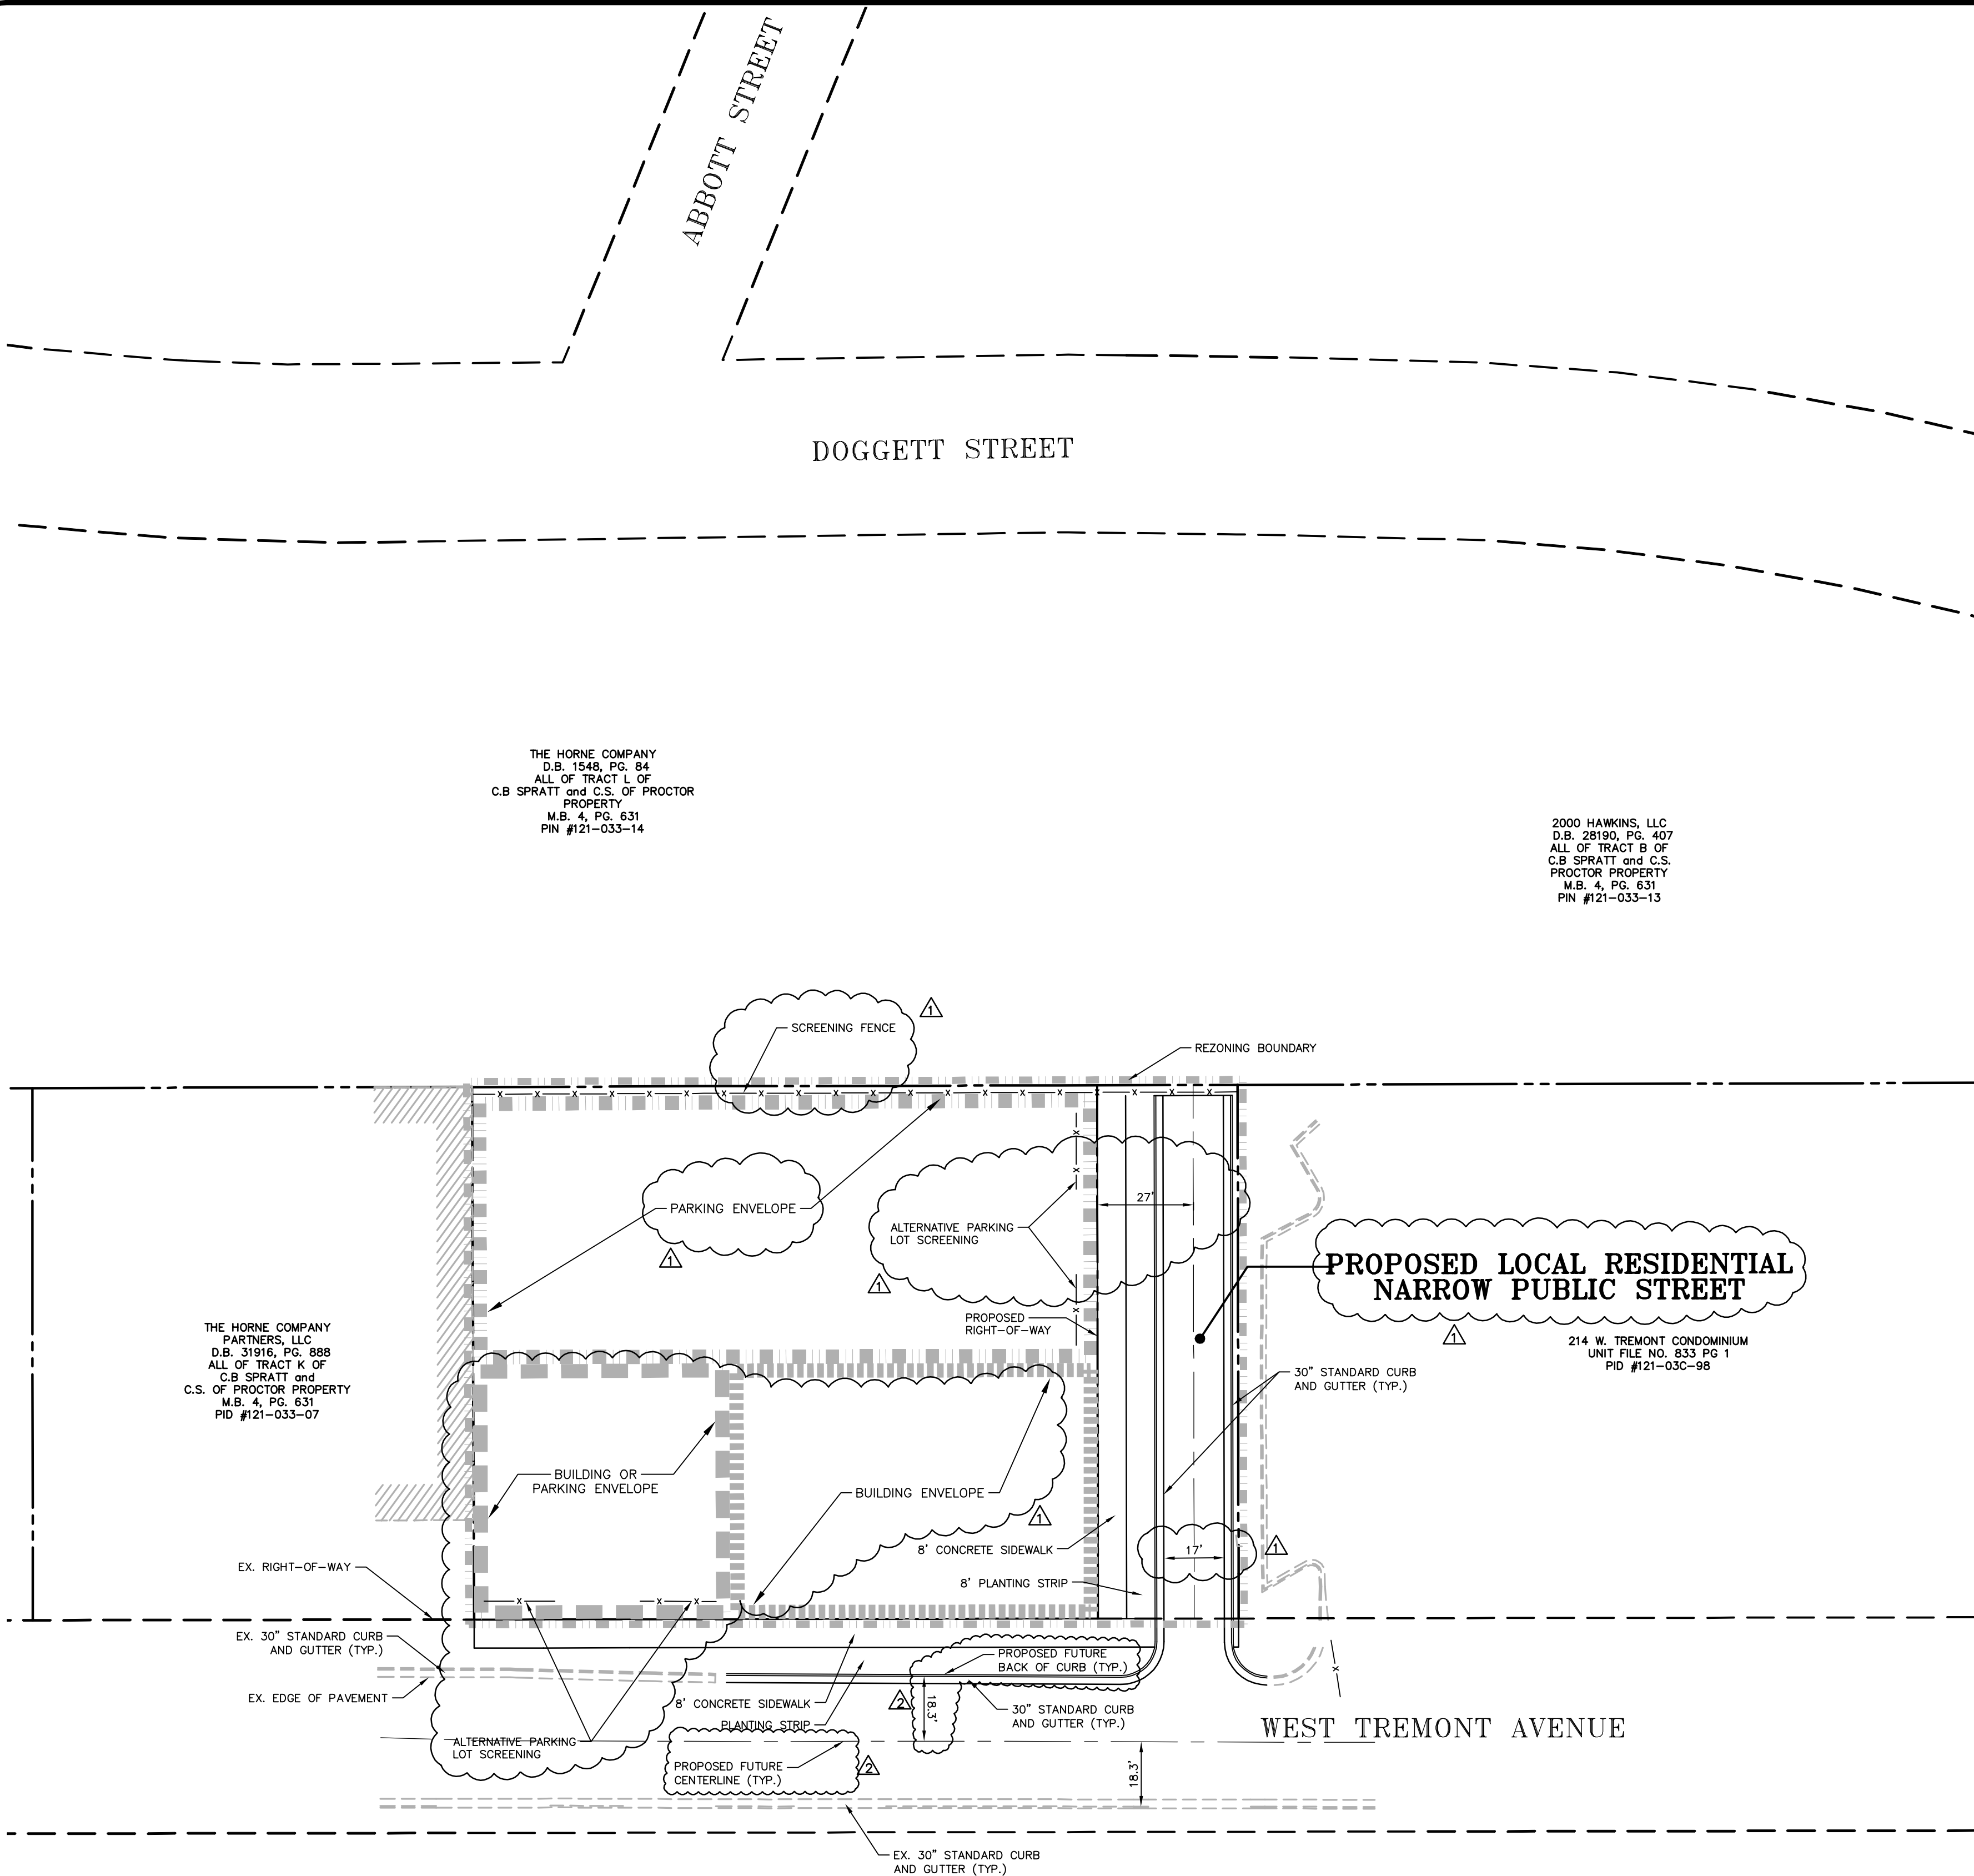 ABBOTT STREET
DOGGETT STREET
THE HORNE COMPANY
D.B. 1548, PG. 84
ALL OF TRACT L OF
C.B SPRATT and C.S. OF PROCTOR
PROPERTY
M.B. 4, PG. 631
PIN #121-033-14
2000 HAWKINS, LLC
D.B. 28190, PG. 407
ALL OF TRACT B OF
C.B SPRATT and C.S.
PROCTOR PROPERTY
M.B. 4, PG. 631
PIN #121-033-13
1
SCREENING FENCE
REZONING BOUNDARY
PARKING ENVELOPE
1
27'
ALTERNATIVE PARKING
LOT SCREENING
1
PROPOSED LOCAL RESIDENTIAL
NARROW PUBLIC STREET
1
PROPOSED
RIGHT-OF-WAY
214 W. TREMONT CONDOMINIUM
UNIT FILE NO. 833 PG 1
PID #121-03C-98
THE HORNE COMPANY
PARTNERS, LLC
D.B. 31916, PG. 888
ALL OF TRACT K OF
C.B SPRATT and
C.S. OF PROCTOR PROPERTY
M.B. 4, PG. 631
PID #121-033-07
30" STANDARD CURB
AND GUTTER (TYP.)
BUILDING OR
PARKING ENVELOPE
BUILDING ENVELOPE
1
8' CONCRETE SIDEWALK
17'
1
EX. RIGHT-OF-WAY
8' PLANTING STRIP
EX. 30" STANDARD CURB
AND GUTTER (TYP.)
PROPOSED FUTURE
BACK OF CURB (TYP.)
EX. EDGE OF PAVEMENT
8' CONCRETE SIDEWALK
2
18.3'
30" STANDARD CURB
AND GUTTER (TYP.)
PLANTING STRIP
WEST TREMONT AVENUE
ALTERNATIVE PARKING
LOT SCREENING
PROPOSED FUTURE
CENTERLINE (TYP.)
2
18.3'
EX. 30" STANDARD CURB
AND GUTTER (TYP.)